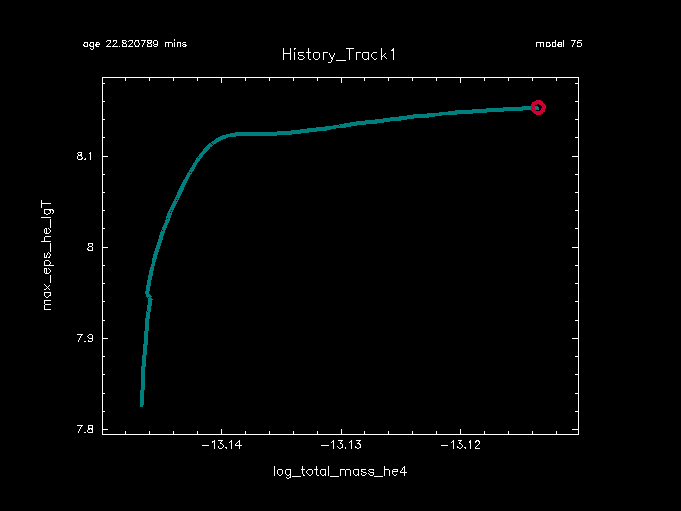 age 22.820789 mins
model 75
History_Track1
8.1
8
7.9
7.8
max_eps_he_lgT
−13.14
−13.13
−13.12
log_total_mass_he4